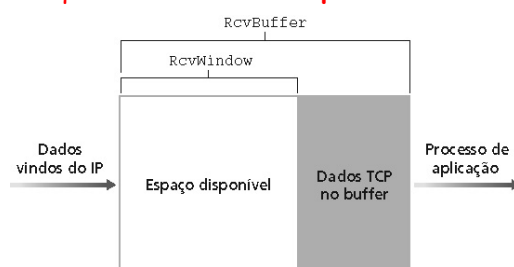 RcvBuffer
RcvWindow
Dados
vindos do IP
Espaço disponível
Dados TCP
no buffer
Processo de
aplicação